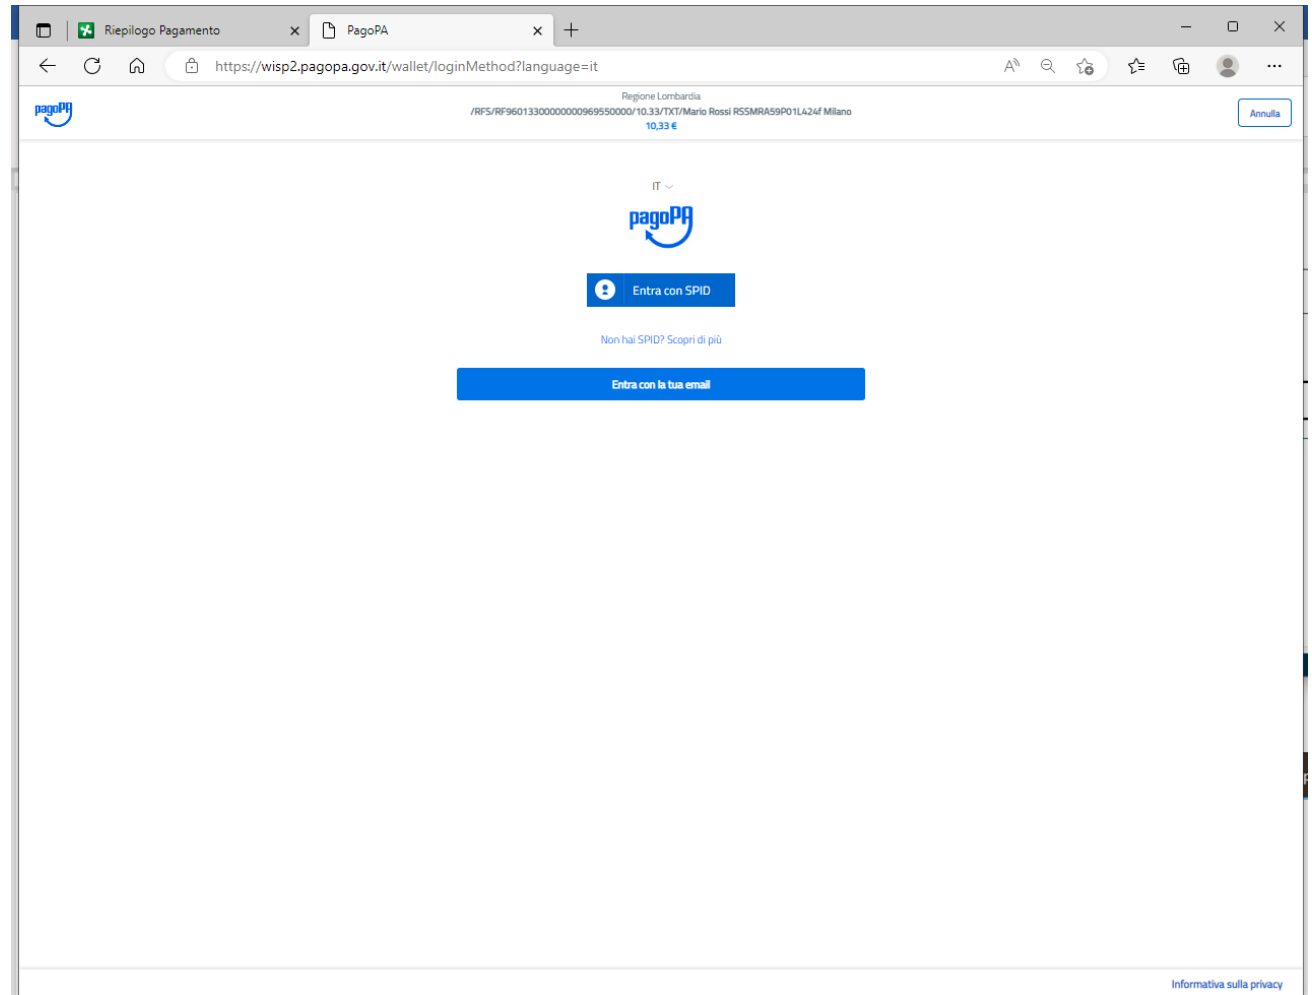 Riepilogo Pagamento
PagoPA
https://wisp2.pagopa.gov.it/wallet/loginMethod?language=it
pagoPA
Regione Lombardia
/RFS/RF96013300000000969550000/10.33/TXT/Mario Rossi RSSMRA59P01L424f Milano
10,33 €
Annulla
IT
pagoPA
Entra con SPID
Non hai SPID? Scopri di più
Entra con la tua email
Informativa sulla privacy